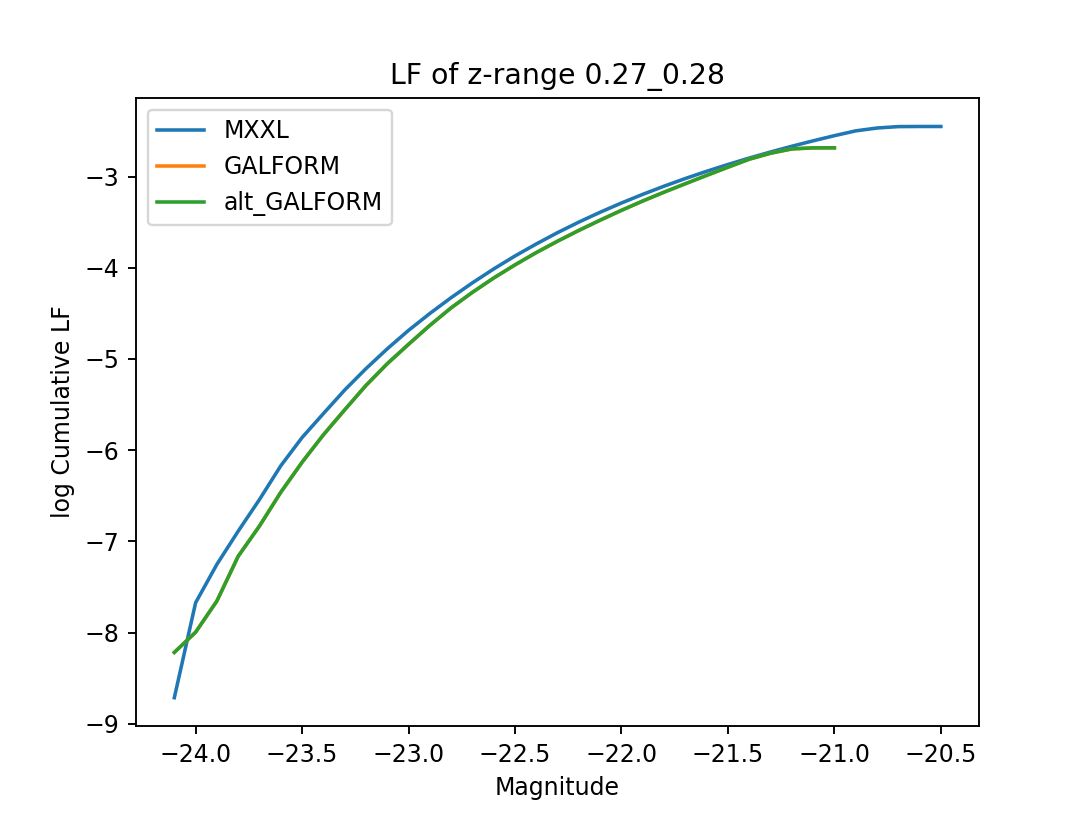 LF of z-range 0.27_0.28
MXXL
GALFORM
alt_GALFORM
−3
−4
−5
−6
−7
−8
−9
log Cumulative LF
−24.0 −23.5 −23.0 −22.5 −22.0 −21.5 −21.0 −20.5
Magnitude